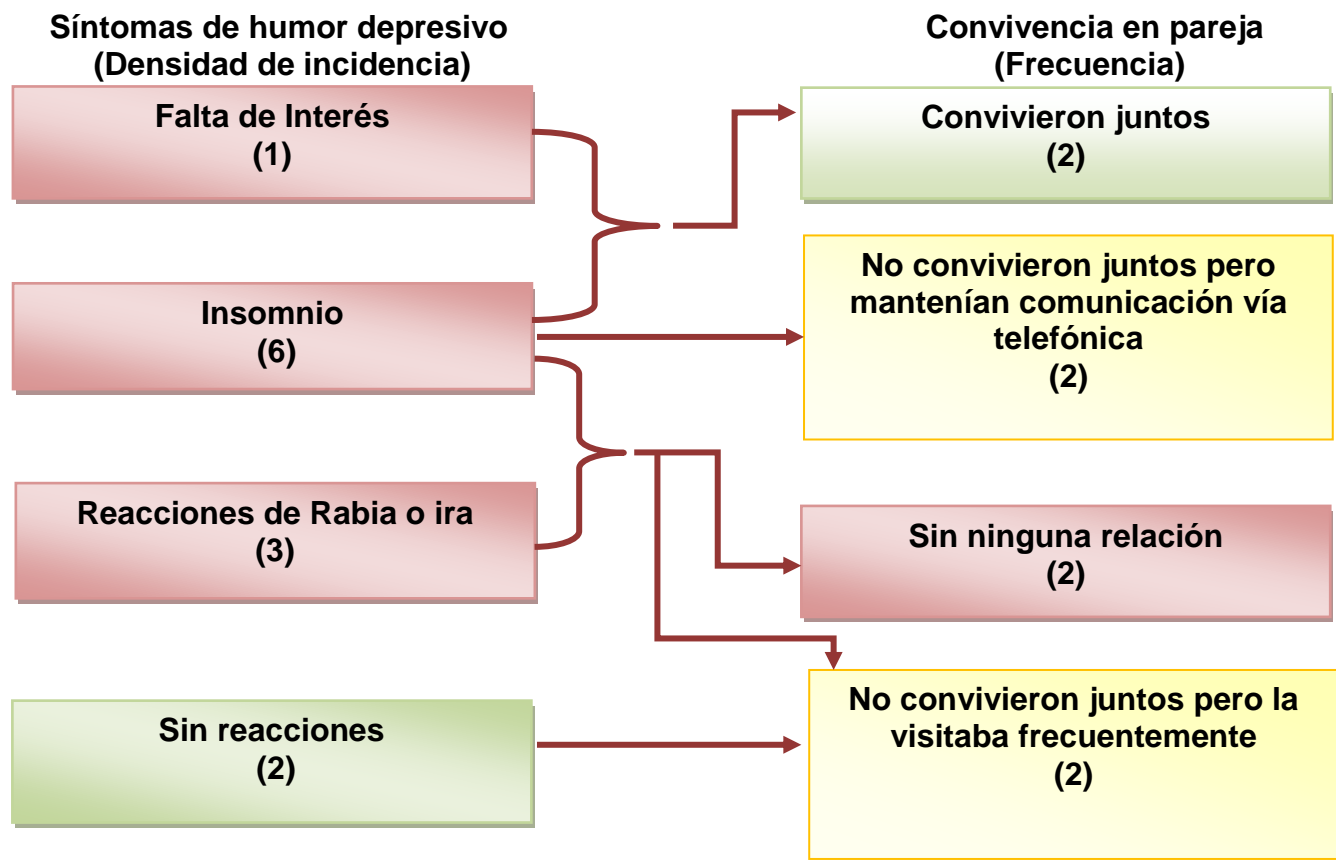 Síntomas de humor depresivo
(Densidad de incidencia)
Falta de Interés
(1)
Insomnio
(6)
Reacciones de Rabia o ira
(3)
Sin reacciones
(2)
Convivencia en pareja
(Frecuencia)
Convivieron juntos
(2)
No convivieron juntos pero
mantenían comunicación vía
telefónica
(2)
Sin ninguna relación
(2)
No convivieron juntos pero la
visitaba frecuentemente
(2)